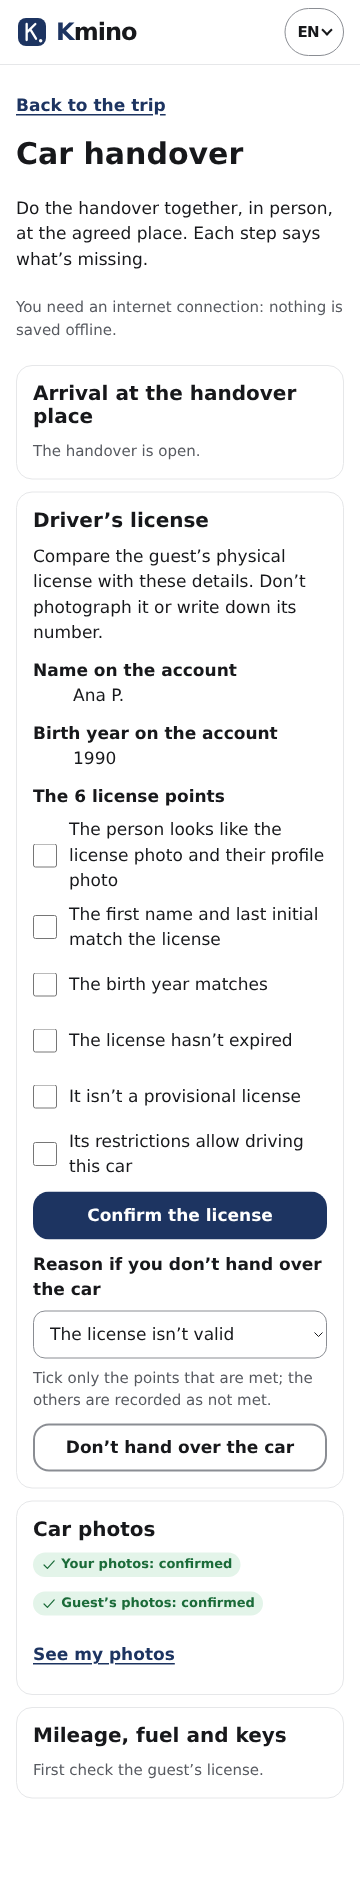 Kmino
EN
Back to the trip
Car handover
Do the handover together, in person,
at the agreed place. Each step says
what’s missing.
You need an internet connection: nothing is
saved offline.
Arrival at the handover
place
The handover is open.
Driver’s license
Compare the guest’s physical
license with these details. Don’t
photograph it or write down its
number.
Name on the account
Ana P.
Birth year on the account
1990
The 6 license points
The person looks like the
license photo and their profile
photo
The first name and last initial
match the license
The birth year matches
The license hasn’t expired
It isn’t a provisional license
Its restrictions allow driving
this car
Confirm the license
Reason if you don’t hand over
the car
The license isn’t valid
Tick only the points that are met; the
others are recorded as not met.
Don’t hand over the car
Car photos
Your photos: confirmed
Guest’s photos: confirmed
See my photos
Mileage, fuel and keys
First check the guest’s license.